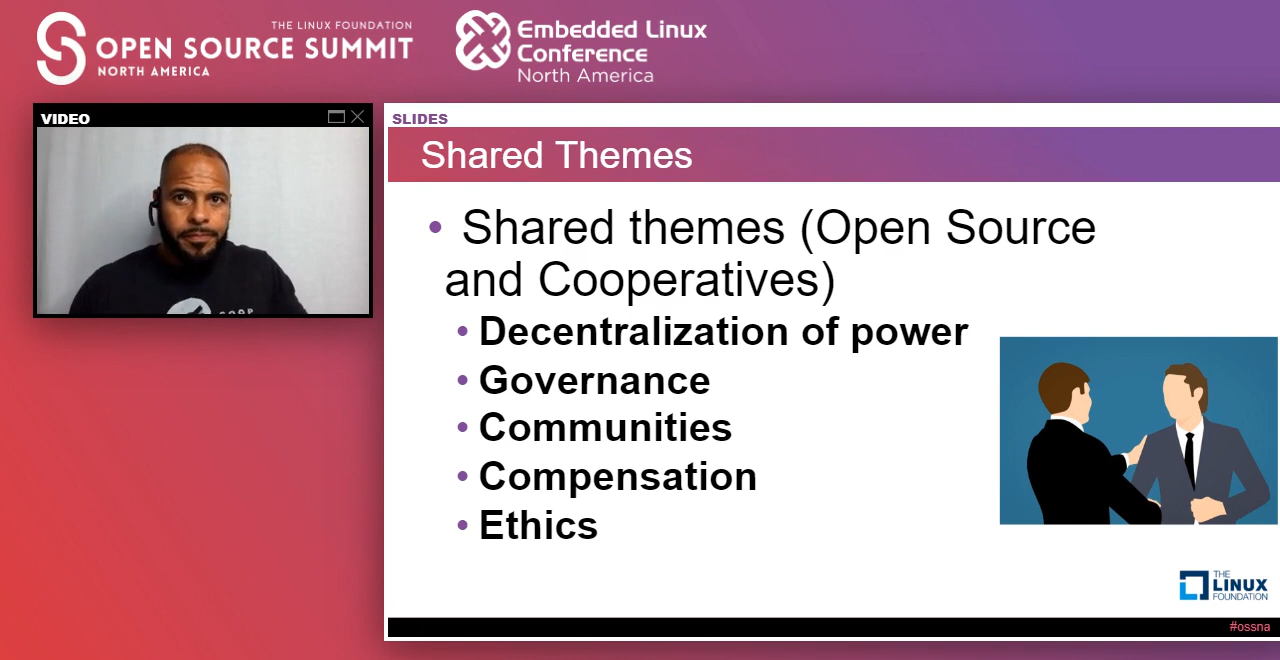 THE LINUX FOUNDATION
OPEN SOURCE SUMMIT
NORTH AMERICA
Embedded Linux
Conference
North America
VIDEO
COOP
SLIDES
Shared Themes
• Shared themes (Open Source
and Cooperatives)
• Decentralization of power
• Governance
• Communities
• Compensation
• Ethics
THE
LINUX
FOUNDATION
#ossna